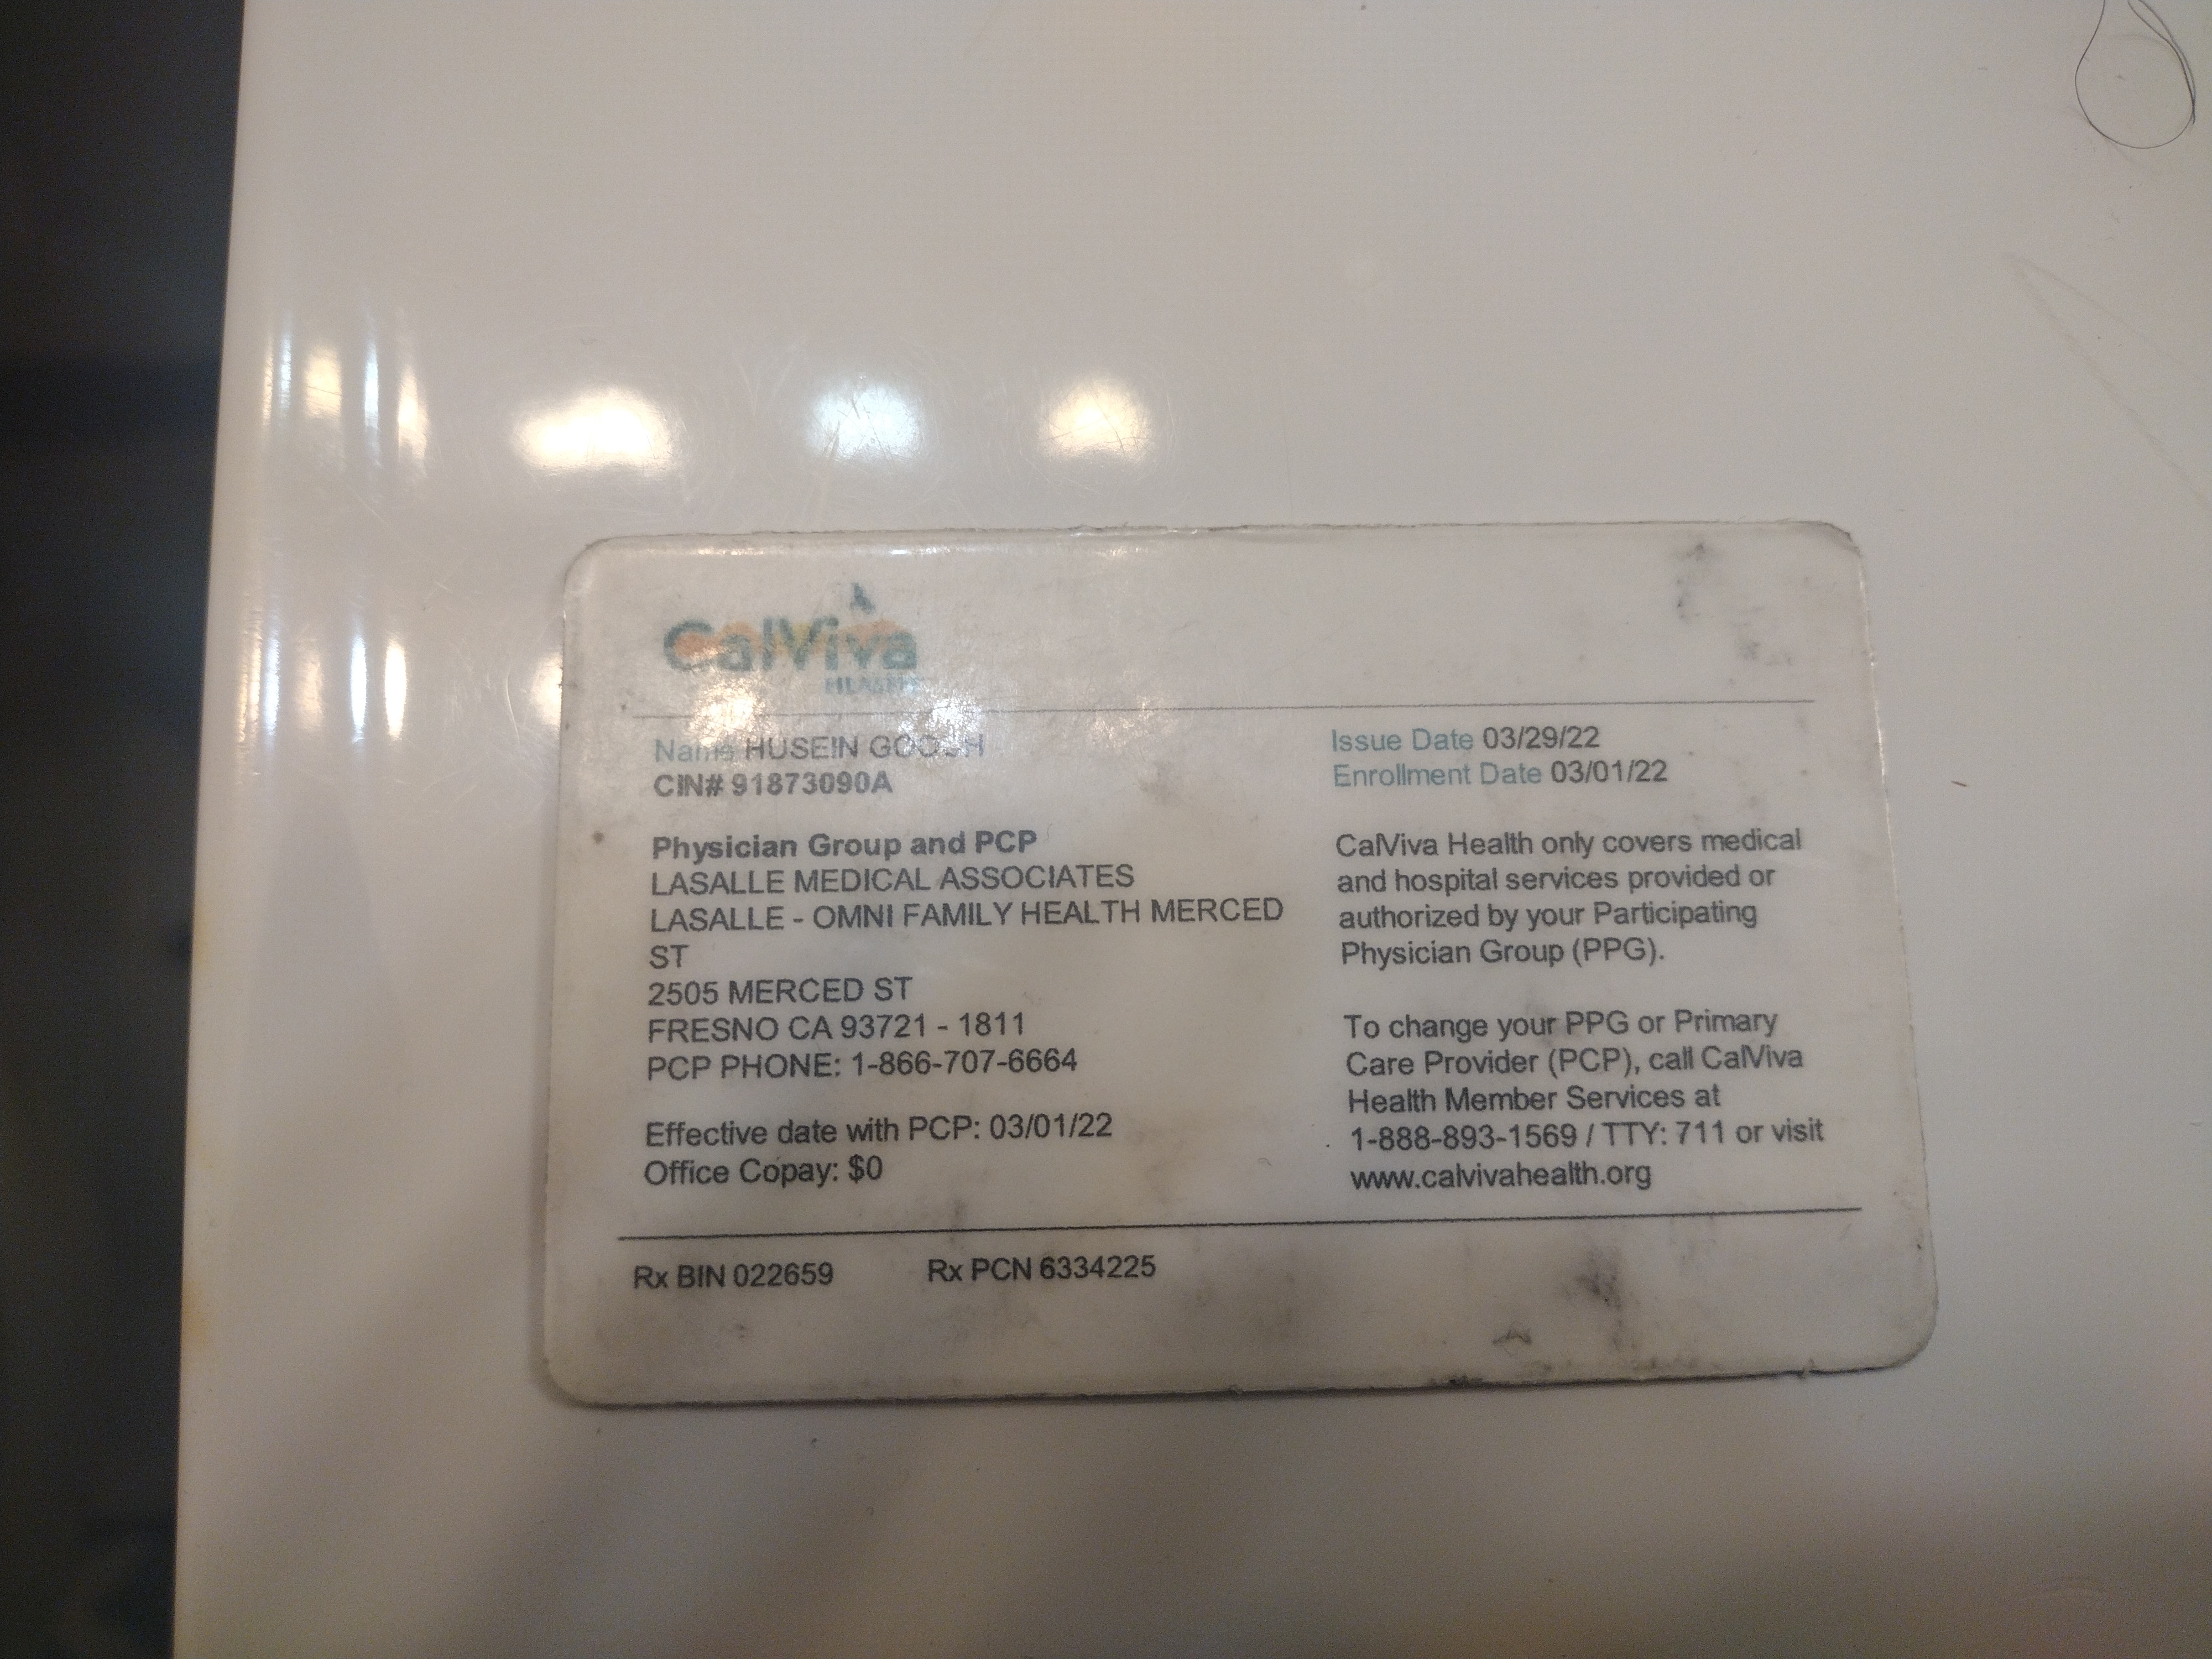 CalViva
HEALTH
Name HUSEIN
CIN# 91873090A
Physician Group and PCP
LASALLE MEDICAL ASSOCIATES
LASALLE - OMNI FAMILY HEALTH MERCED
ST
2505 MERCED ST
FRESNO CA 93721 - 1811
PCP PHONE: 1-866-707-6664
Effective date with PCP: 03/01/22
Office Copay: $0
Issue Date 03/29/22
Enrollment Date 03/01/22
CalViva Health only covers medical
and hospital services provided or
authorized by your Participating
Physician Group (PPG).
To change your PPG or Primary
Care Provider (PCP), call CalViva
Health Member Services at
1-888-893-1569 / TTY: 711 or visit
www.calvivahealth.org
Rx BIN 022659 Rx PCN 6334225